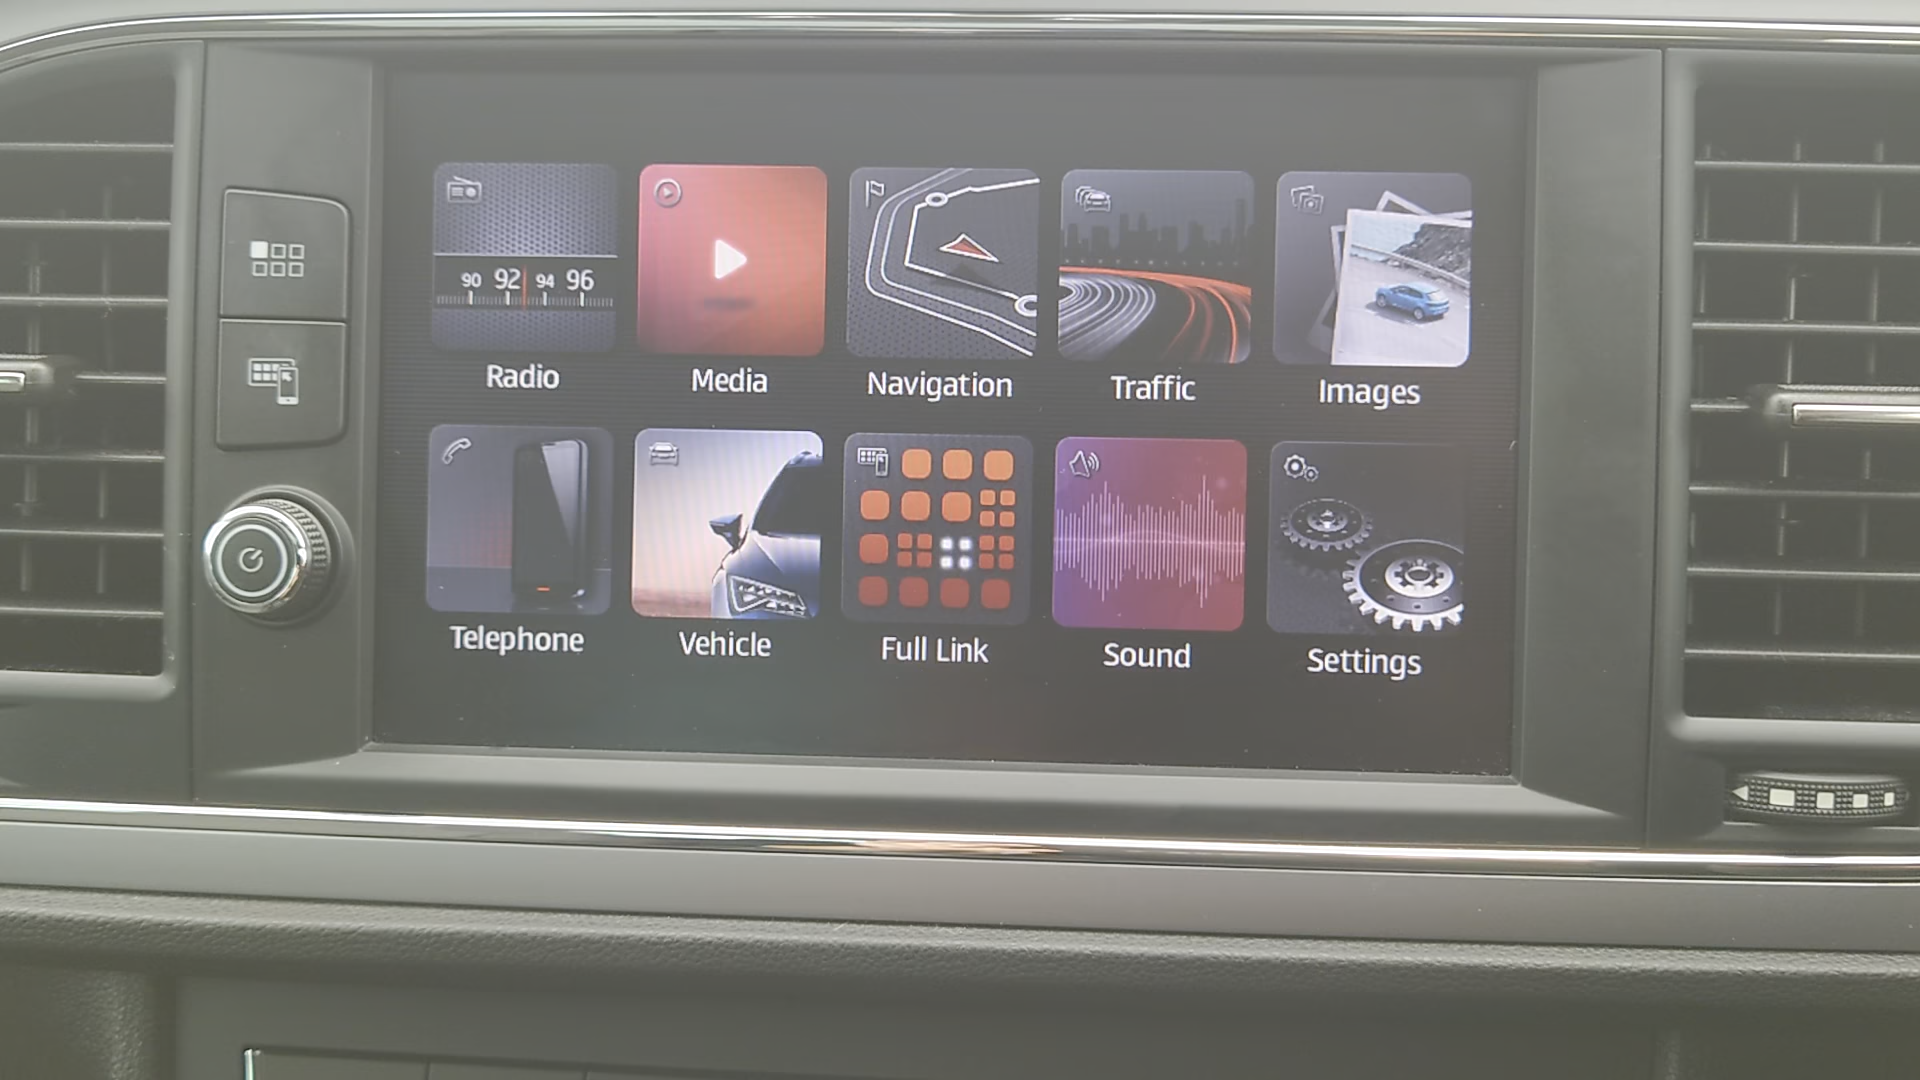 90 92 94 96
Radio
Media
Navigation
Traffic
Images
Telephone
Vehicle
Full Link
Sound
Settings